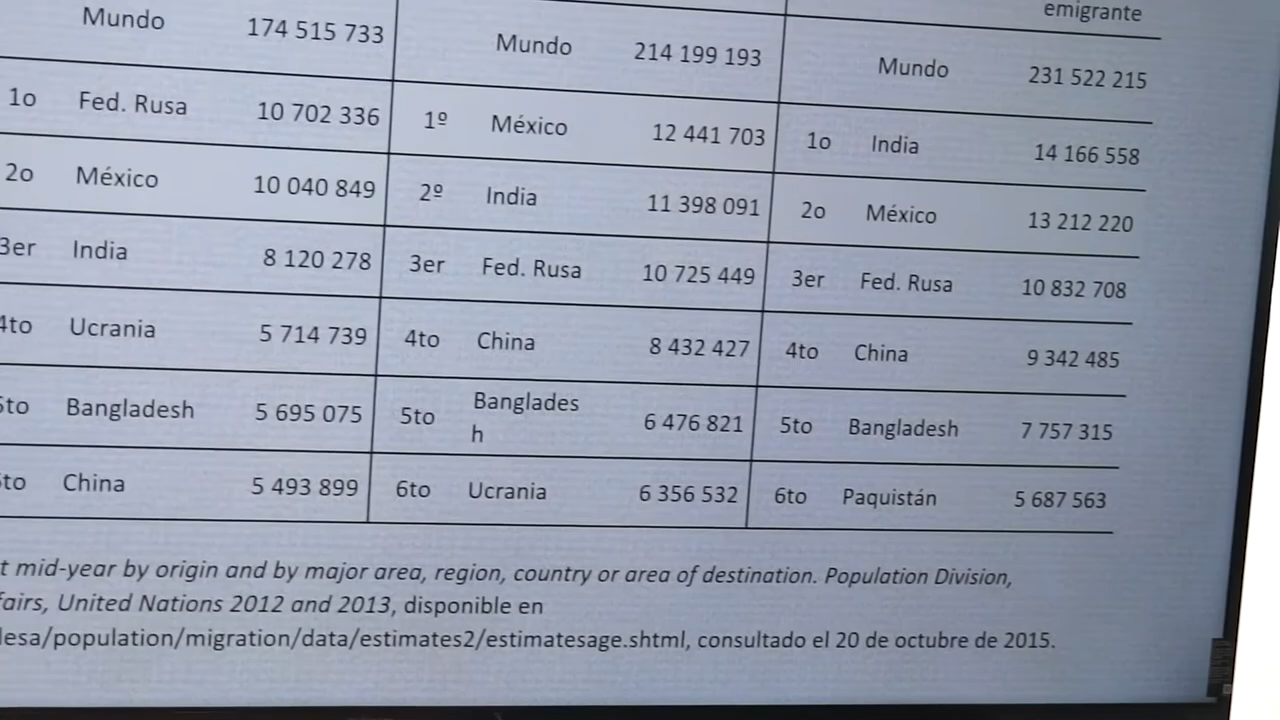 emigrante
Mundo 174 515 733 Mundo 214 199 193 Mundo 231 522 215
1o Fed. Rusa 10 702 336 1º México 12 441 703 1o India 14 166 558
2o México 10 040 849 2º India 11 398 091 2o México 13 212 220
3er India 8 120 278 3er Fed. Rusa 10 725 449 3er Fed. Rusa 10 832 708
4to Ucrania 5 714 739 4to China 8 432 427 4to China 9 342 485
5to Bangladesh 5 695 075 5to Banglades
h 6 476 821 5to Bangladesh 7 757 315
to China 5 493 899 6to Ucrania 6 356 532 6to Paquistán 5 687 563
t mid-year by origin and by major area, region, country or area of destination. Population Division,
fairs, United Nations 2012 and 2013, disponible en
desa/population/migration/data/estimates2/estimatesage.shtml, consultado el 20 de octubre de 2015.